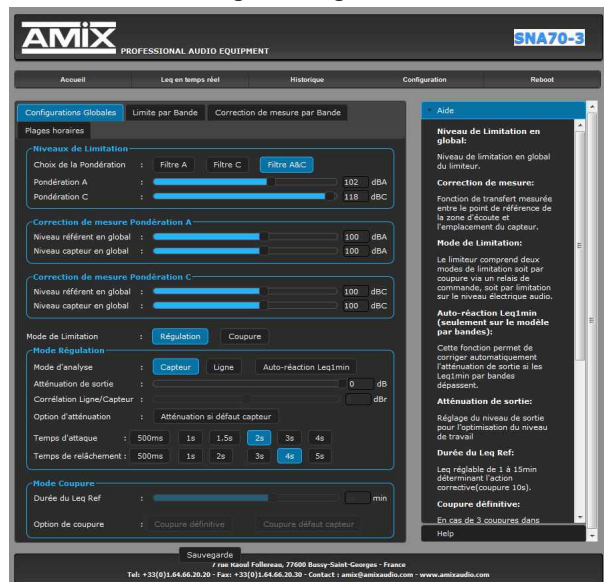 AMiX
PROFESSIONAL AUDIO EQUIPMENT
SNA70-3
Accueil Leq en temps réel Historique Configuration Reboot
Configurations Globales Limite par Bande Correction de mesure par Bande
Plages horaires
Niveaux de Limitation
Choix de la Pondération : Filtre A Filtre C Filtre A&C
Pondération A : 102 dBA
Pondération C : 118 dBC
Correction de mesure Pondération A
Niveau référent en global : 100 dBA
Niveau capteur en global : 100 dBA
Correction de mesure Pondération C
Niveau référent en global : 100 dBC
Niveau capteur en global : 100 dBC
Mode de Limitation : Régulation Coupure
Mode Régulation
Mode d'analyse : Capteur Ligne Auto-réaction Leq1min
Atténuation de sortie : 0 dB
Corrélation Ligne/Capteur : dBr
Option d'atténuation : Atténuation si défaut capteur
Temps d'attaque : 500ms 1s 1.5s 2s 3s 4s
Temps de relâchement : 500ms 1s 2s 3s 4s 5s
Mode Coupure
Durée du Leq Ref : min
Option de coupure : Coupure définitive Coupure défaut capteur
Sauvegarde
Aide
Niveau de Limitation en
global:
Niveau de limitation en global
du limiteur.
Correction de mesure:
Fonction de transfert mesurée
entre le point de référence de
la zone d'écoute et
l'emplacement du capteur.
Mode de Limitation:
Le limiteur comprend deux
modes de limitation soit par
coupure via un relais de
commande, soit par limitation
sur le niveau électrique audio.
Auto-réaction Leq1min
(seulement sur le modèle
par bandes):
Cette fonction permet de
corriger automatiquement
l'atténuation de sortie si les
Leq1min par bandes
dépassent.
Atténuation de sortie:
Réglage du niveau de sortie
pour l'optimisation du niveau
de travail
Durée du Leq Ref:
Leq réglable de 1 à 15min
déterminant l'action
corrective(coupure 10s).
Coupure définitive:
En cas de 3 coupures dans
Help
7 rue Raoul Follereau, 77600 Bussy-Saint-Georges - France
Tel: +33(0)1.64.66.20.20 - Fax: +33(0)1.64.66.20.30 - Contact : amix@amixaudio.com - www.amixaudio.com